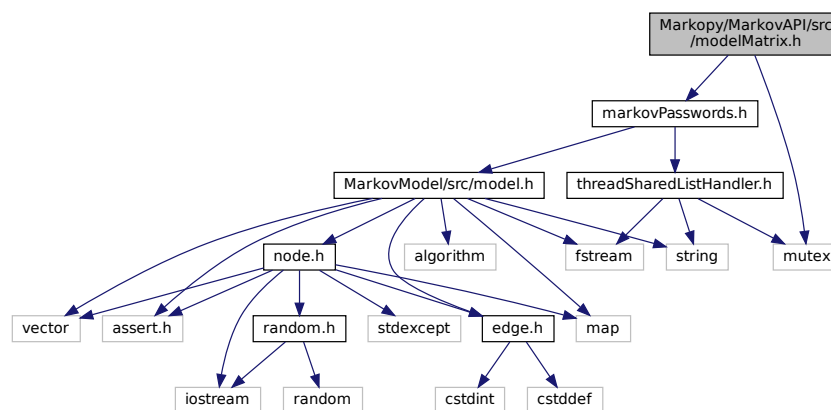 Markopy/MarkovAPI/src
/modelMatrix.h
markovPasswords.h
MarkovModel/src/model.h
threadSharedListHandler.h
node.h
algorithm
fstream
string
mutex
vector
assert.h
random.h
stdexcept
edge.h
map
iostream
random
cstdint
cstddef